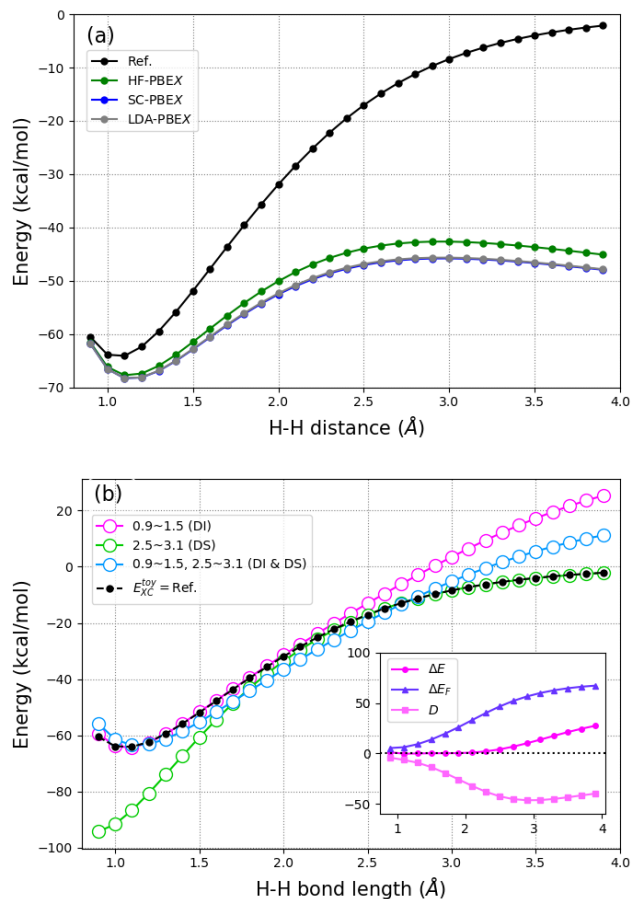 (a)
Ref.
HF-PBEX
SC-PBEX
LDA-PBEX
0
−10
−20
−30
−40
−50
−60
−70
Energy (kcal/mol)
1.0 1.5 2.0 2.5 3.0 3.5 4.0
H-H distance (Å)
(b)
0.9~1.5 (DI)
2.5~3.1 (DS)
0.9~1.5, 2.5~3.1 (DI & DS)
E_{XC}^{toy} = Ref.
20
0
−20
−40
−60
−80
−100
Energy (kcal/mol)
100
50
0
−50
ΔE
ΔE_F
D
1 2 3 4
1.0 1.5 2.0 2.5 3.0 3.5 4.0
H-H bond length (Å)